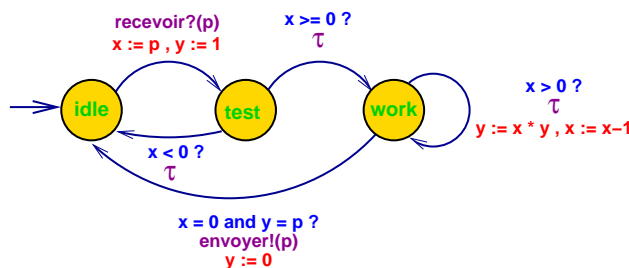 recevoir?(p)
x := p , y := 1
x >= 0 ?
τ
idle
test
work
x > 0 ?
τ
y := x * y , x := x−1
x < 0 ?
τ
x = 0 and y = p ?
envoyer!(p)
y := 0